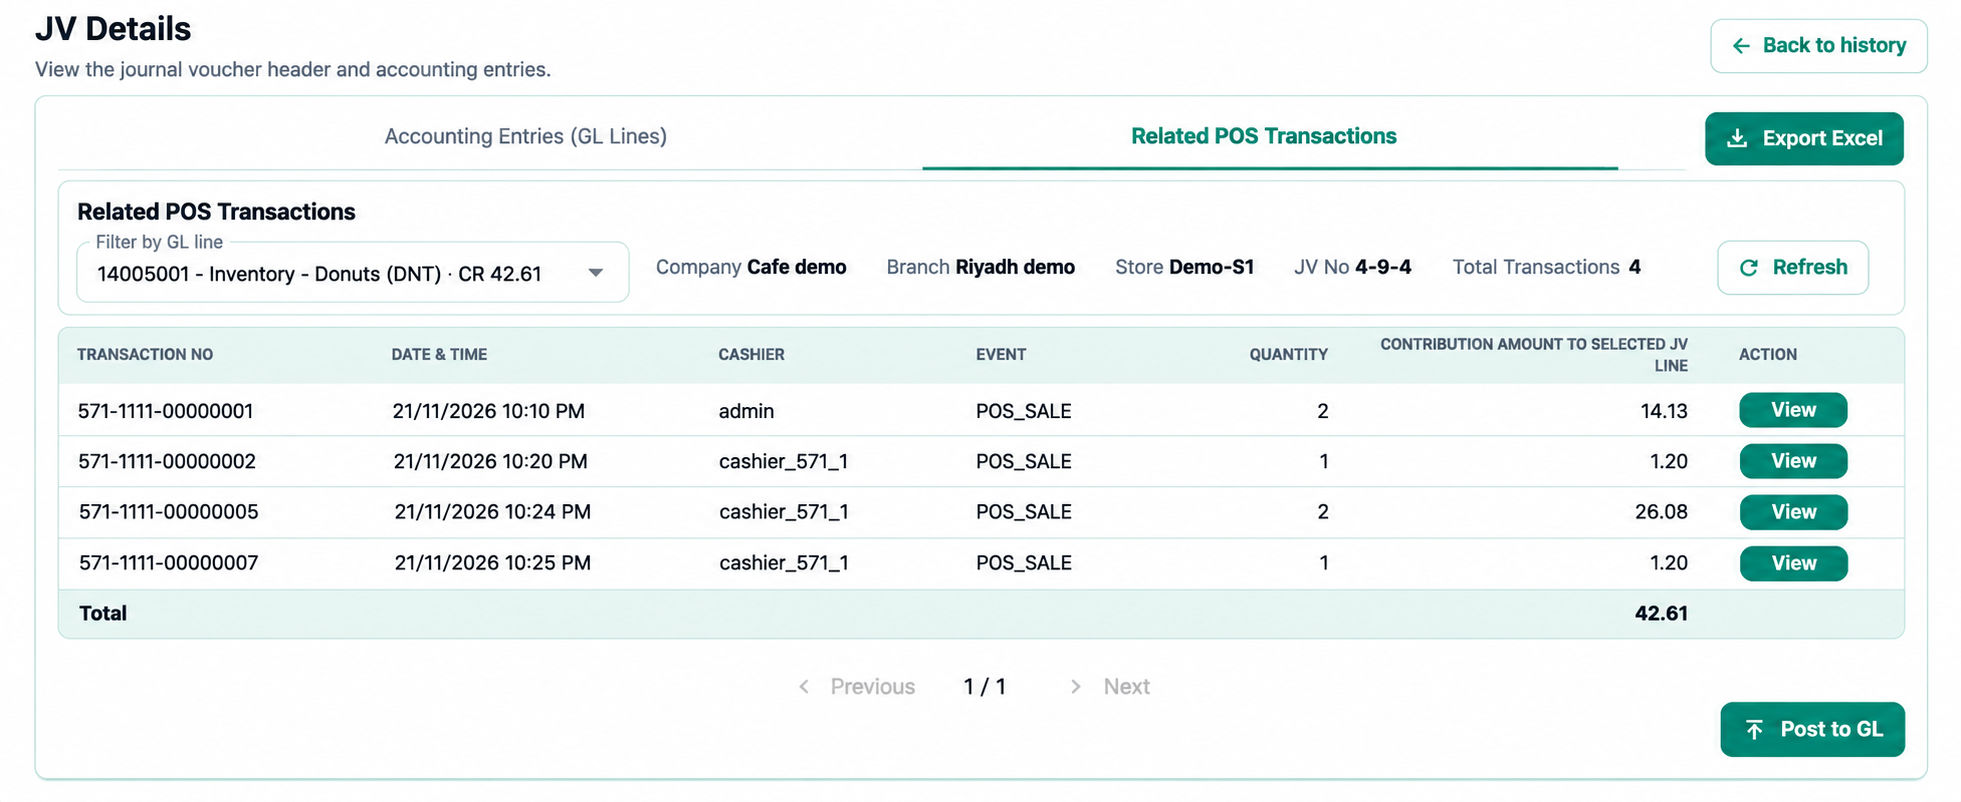 JV Details
View the journal voucher header and accounting entries.
Back to history
Accounting Entries (GL Lines)
Related POS Transactions
Export Excel
Related POS Transactions
Filter by GL line
14005001 - Inventory - Donuts (DNT) · CR 42.61
Company Cafe demo
Branch Riyadh demo
Store Demo-S1
JV No 4-9-4
Total Transactions 4
Refresh
TRANSACTION NO DATE & TIME CASHIER EVENT QUANTITY CONTRIBUTION AMOUNT TO SELECTED JV
LINE ACTION
571-1111-00000001 21/11/2026 10:10 PM admin POS_SALE 2 14.13 View
571-1111-00000002 21/11/2026 10:20 PM cashier_571_1 POS_SALE 1 1.20 View
571-1111-00000005 21/11/2026 10:24 PM cashier_571_1 POS_SALE 2 26.08 View
571-1111-00000007 21/11/2026 10:25 PM cashier_571_1 POS_SALE 1 1.20 View
Total 42.61
Previous 1 / 1 Next
Post to GL